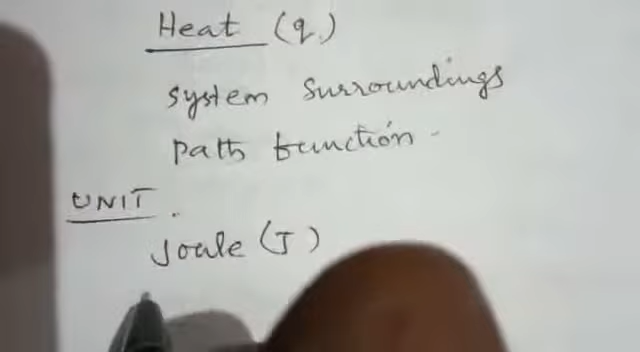 Heat (q)
system surroundings
path function -
UNIT .
Joule (J)